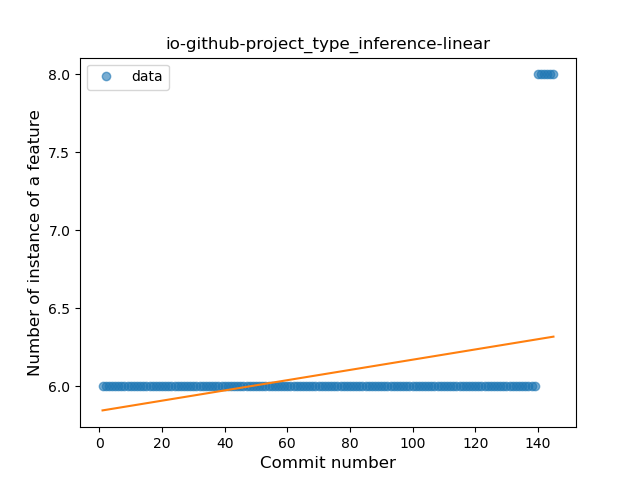 io-github-project_type_inference-linear
data
Number of instance of a feature
8.0
7.5
7.0
6.5
6.0
0 20 40 60 80 100 120 140
Commit number